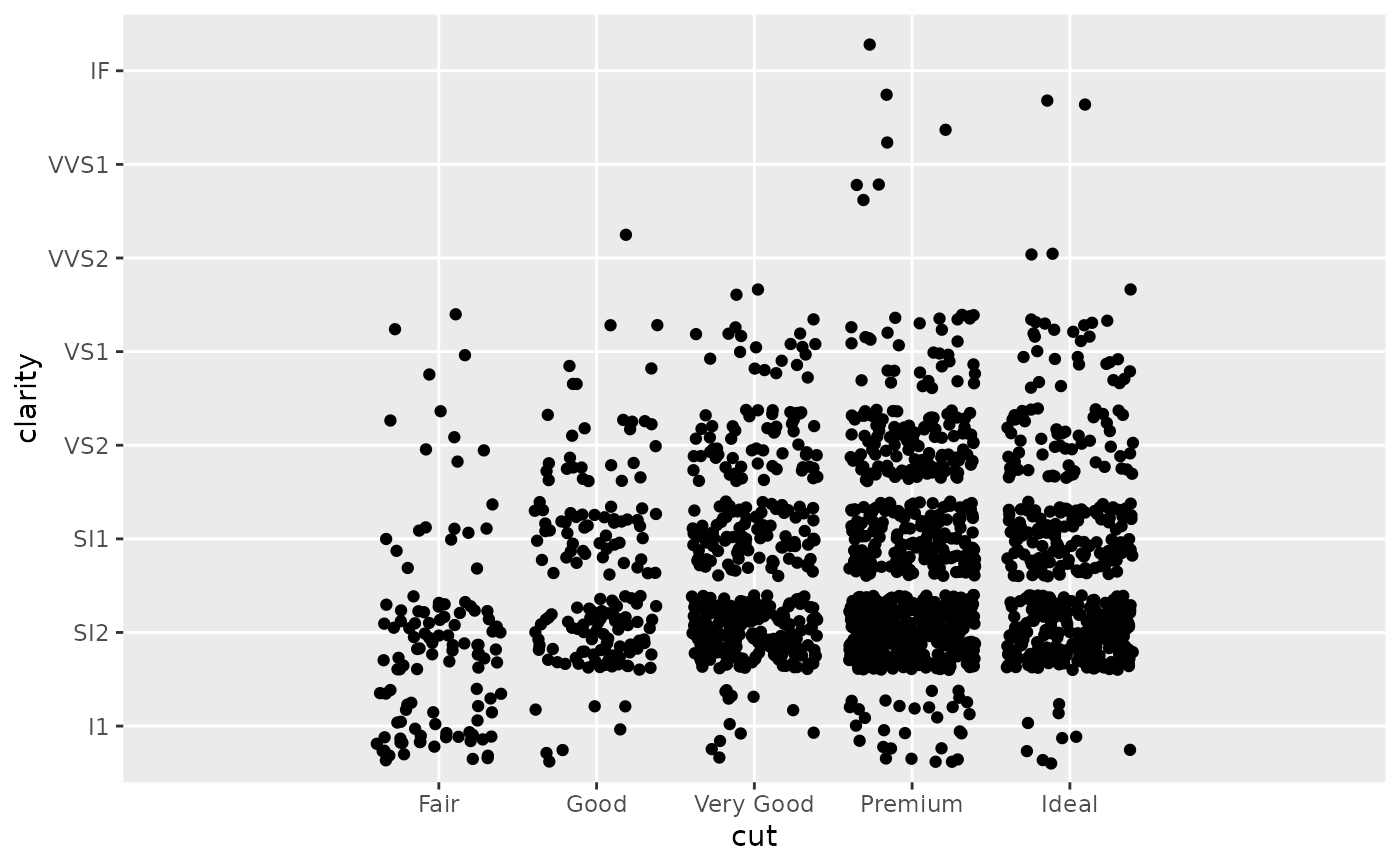 clarity
IF
VVS1
VVS2
VS1
VS2
SI1
SI2
I1
Fair Good Very Good Premium Ideal
cut